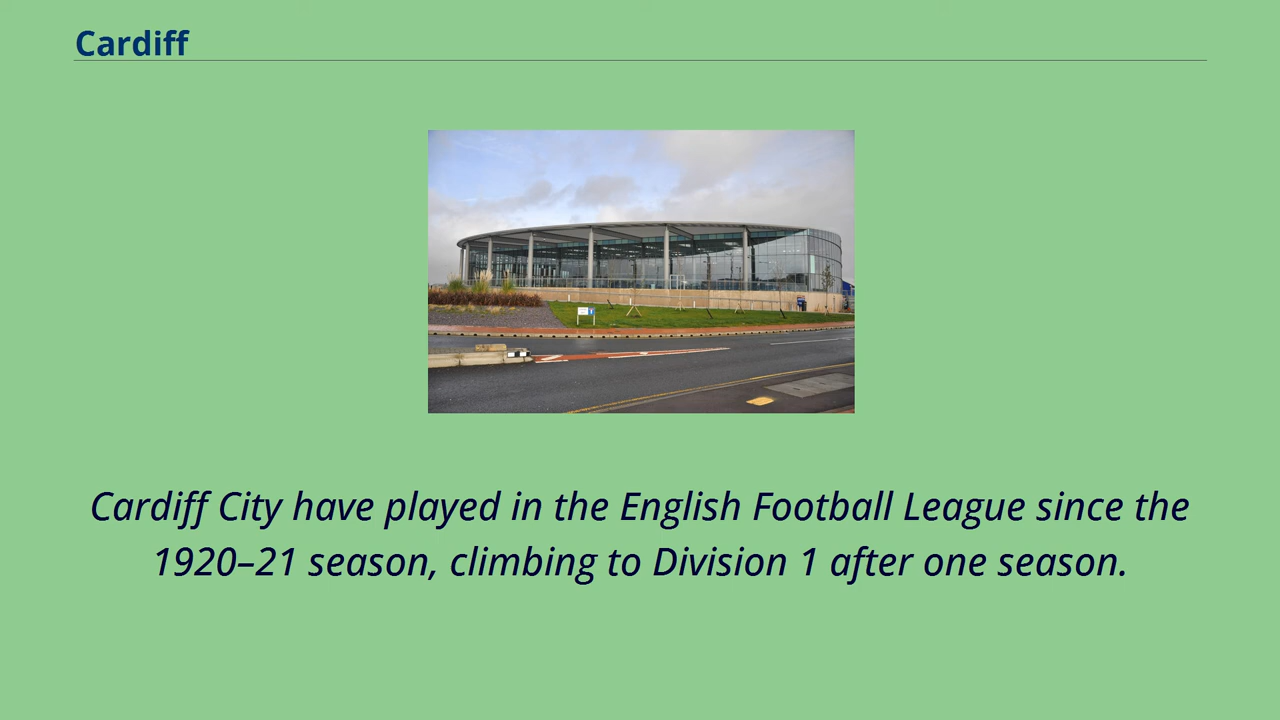 Cardiff
Cardiff City have played in the English Football League since the
1920–21 season, climbing to Division 1 after one season.